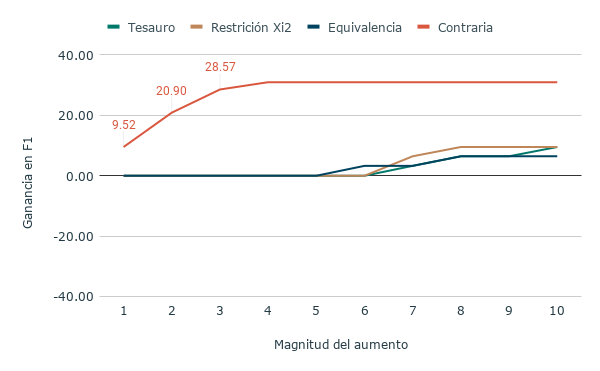 Tesauro Restrición Xi2 Equivalencia Contraria
40.00
20.00
0.00
-20.00
-40.00
Ganancia en F1
9.52
20.90
28.57
1 2 3 4 5 6 7 8 9 10
Magnitud del aumento